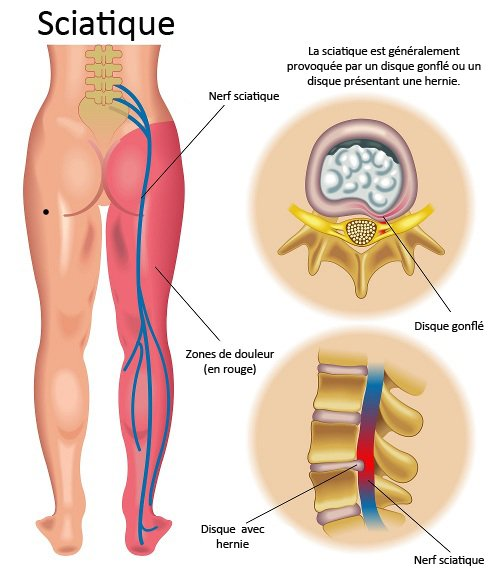 Sciatique
La sciatique est généralement
provoquée par un disque gonflé ou un
disque présentant une hernie.
Nerf sciatique
Disque gonflé
Zones de douleur
(en rouge)
Disque avec
hernie
Nerf sciatique